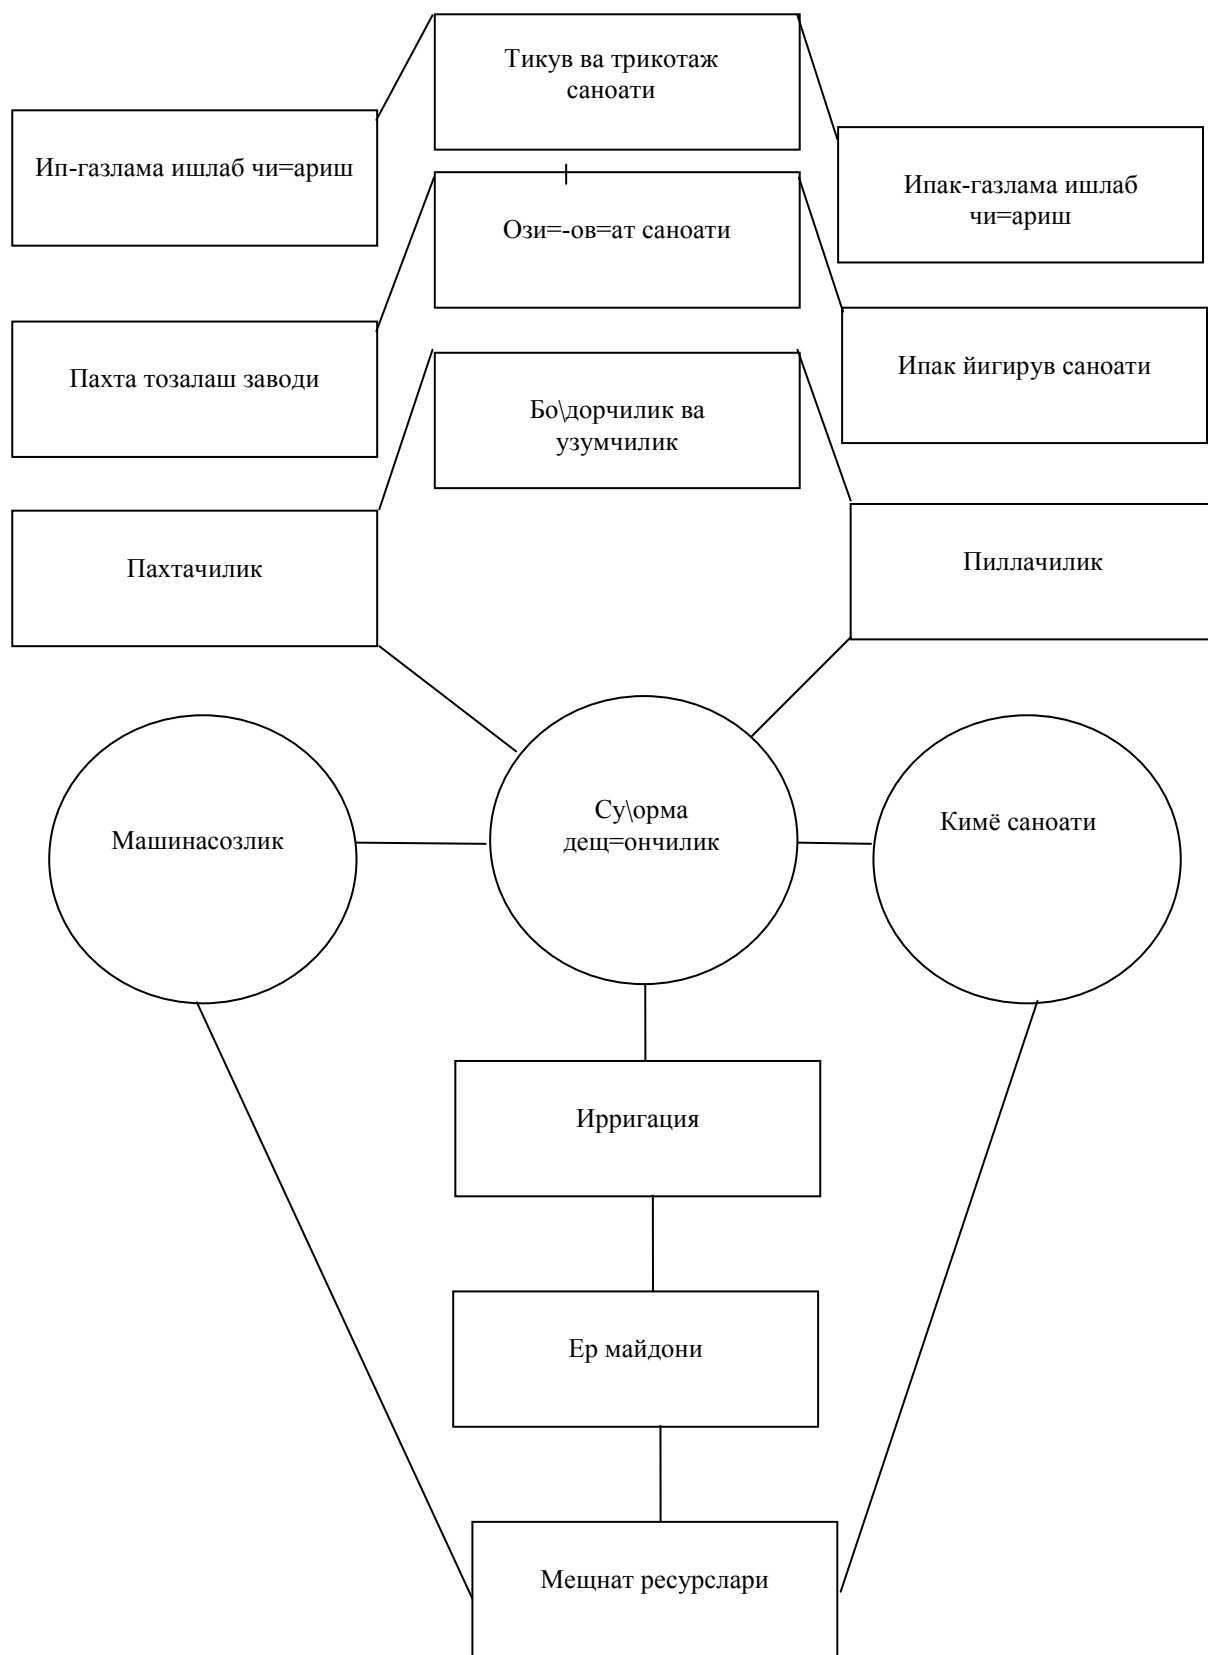 Тикув ва трикотаж
саноати
Ип-газлама ишлаб чи=ариш
Ипак-газлама ишлаб
чи=ариш
Ози=-ов=ат саноати
Пахта тозалаш заводи
Ипак йигирув саноати
Бо\дорчилик ва
узумчилик
Пахтачилик
Пиллачилик
Машинасозлик
Су\орма
дещ=ончилик
Кимё саноати
Ирригация
Ер майдони
Мещнат ресурслари